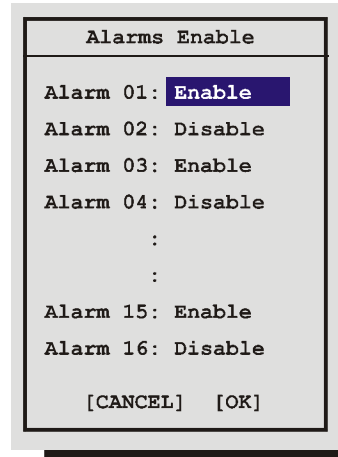 Alarms Enable
Alarm 01: Enable
Alarm 02: Disable
Alarm 03: Enable
Alarm 04: Disable
:
:
Alarm 15: Enable
Alarm 16: Disable
[CANCEL] [OK]